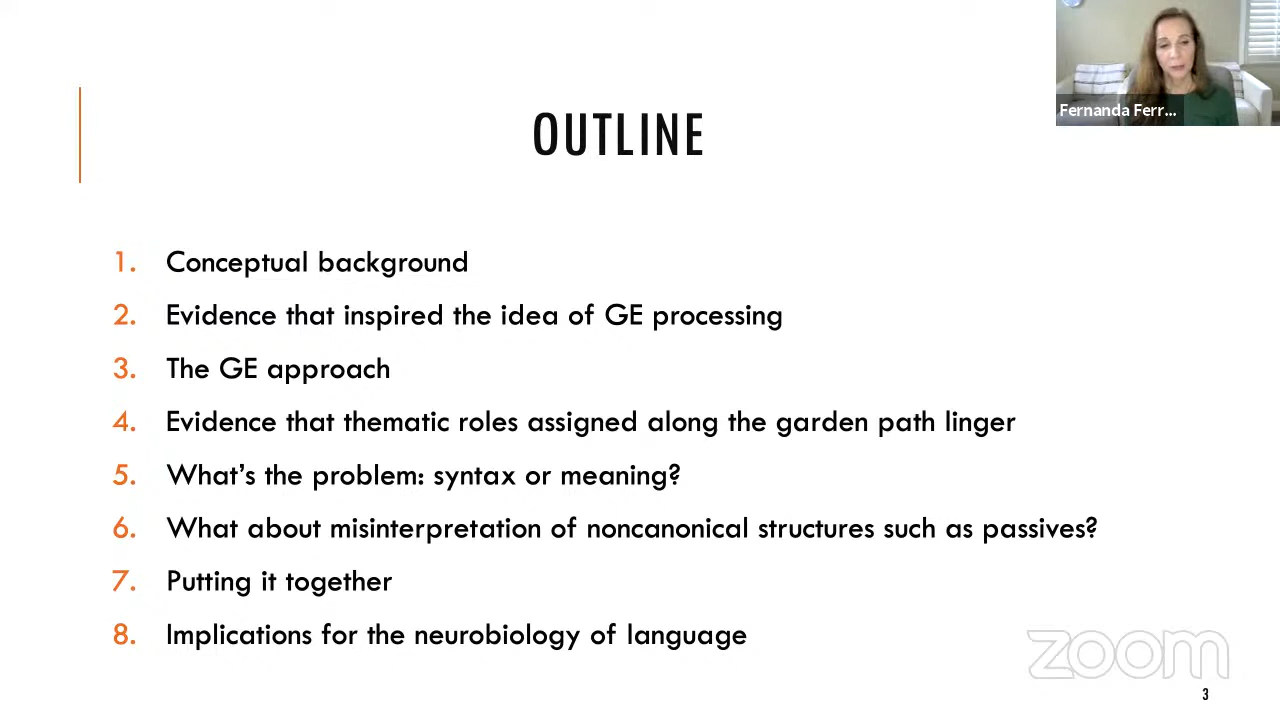 OUTLINE
Fernanda Ferr...
1. Conceptual background
2. Evidence that inspired the idea of GE processing
3. The GE approach
4. Evidence that thematic roles assigned along the garden path linger
5. What's the problem: syntax or meaning?
6. What about misinterpretation of noncanonical structures such as passives?
7. Putting it together
8. Implications for the neurobiology of language
zoom
3